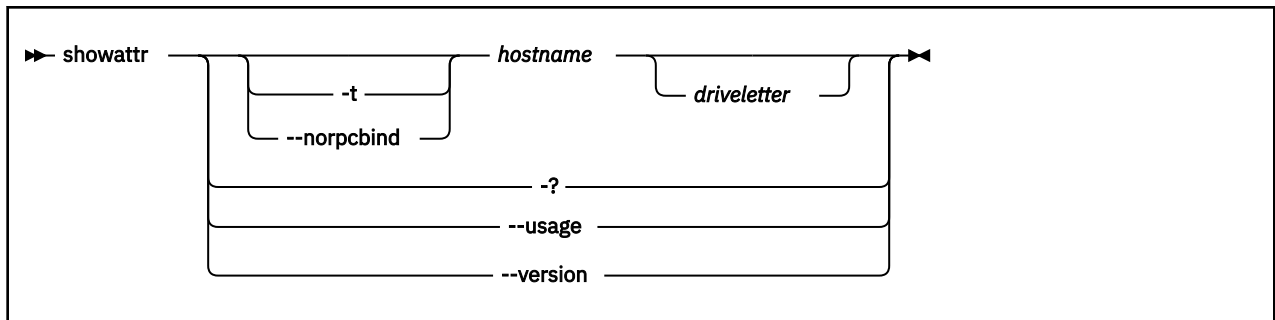 showattr hostname
-t driveletter
--norpcbind
-?
--usage
--version